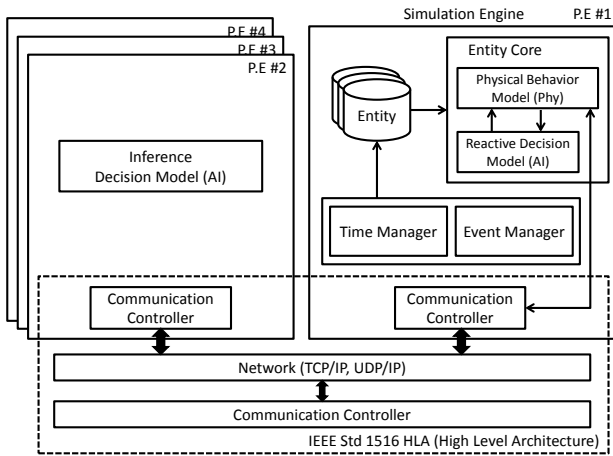 P.E #4
P.E #3
P.E #2
Inference
Decision Model (AI)
Communication
Controller
Simulation Engine
P.E #1
Entity Core
Physical Behavior
Model (Phy)
Reactive Decision
Model (AI)
Entity
Time Manager
Event Manager
Communication
Controller
Network (TCP/IP, UDP/IP)
Communication Controller
IEEE Std 1516 HLA (High Level Architecture)